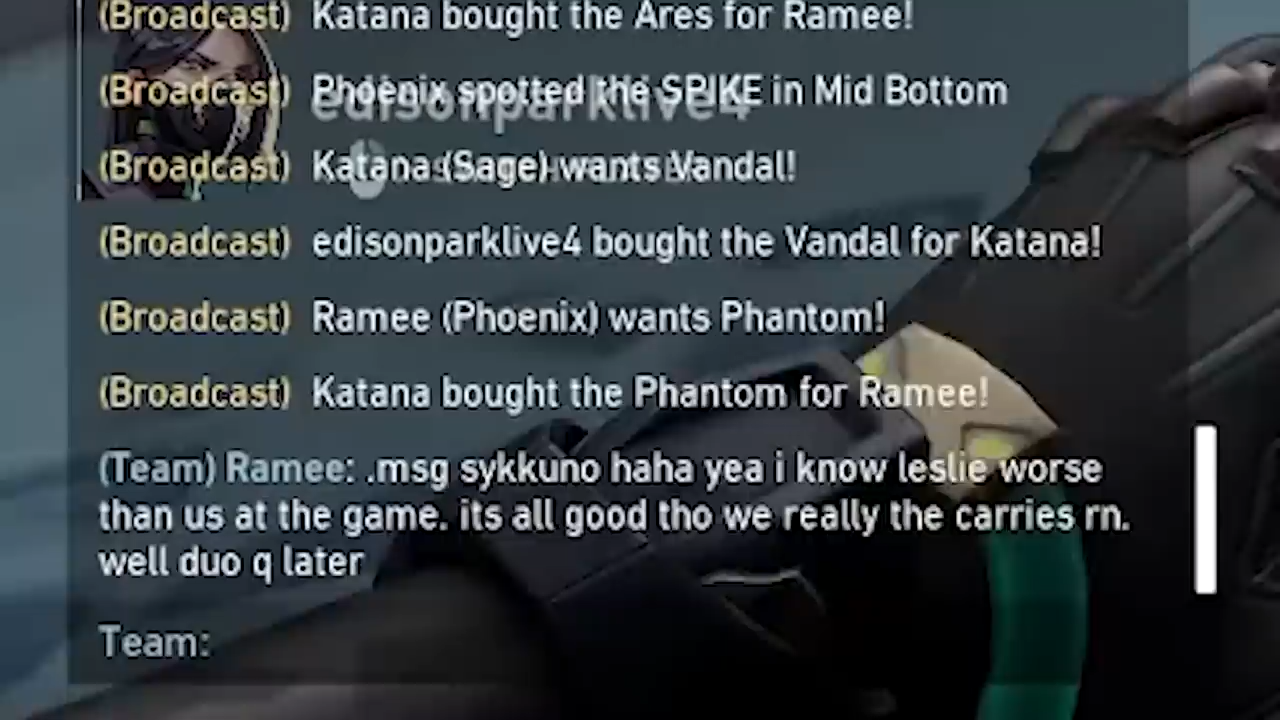 (Broadcast) Katana bought the Ares for Ramee!
(Broadcast) Phoenix spotted the SPIKE in Mid Bottom
edisonparklive4
(Broadcast) Katana (Sage) wants Vandal!
(Broadcast) edisonparklive4 bought the Vandal for Katana!
(Broadcast) Ramee (Phoenix) wants Phantom!
(Broadcast) Katana bought the Phantom for Ramee!
(Team) Ramee: .msg sykkuno haha yea i know leslie worse
than us at the game. its all good tho we really the carries rn.
well duo q later
Team: